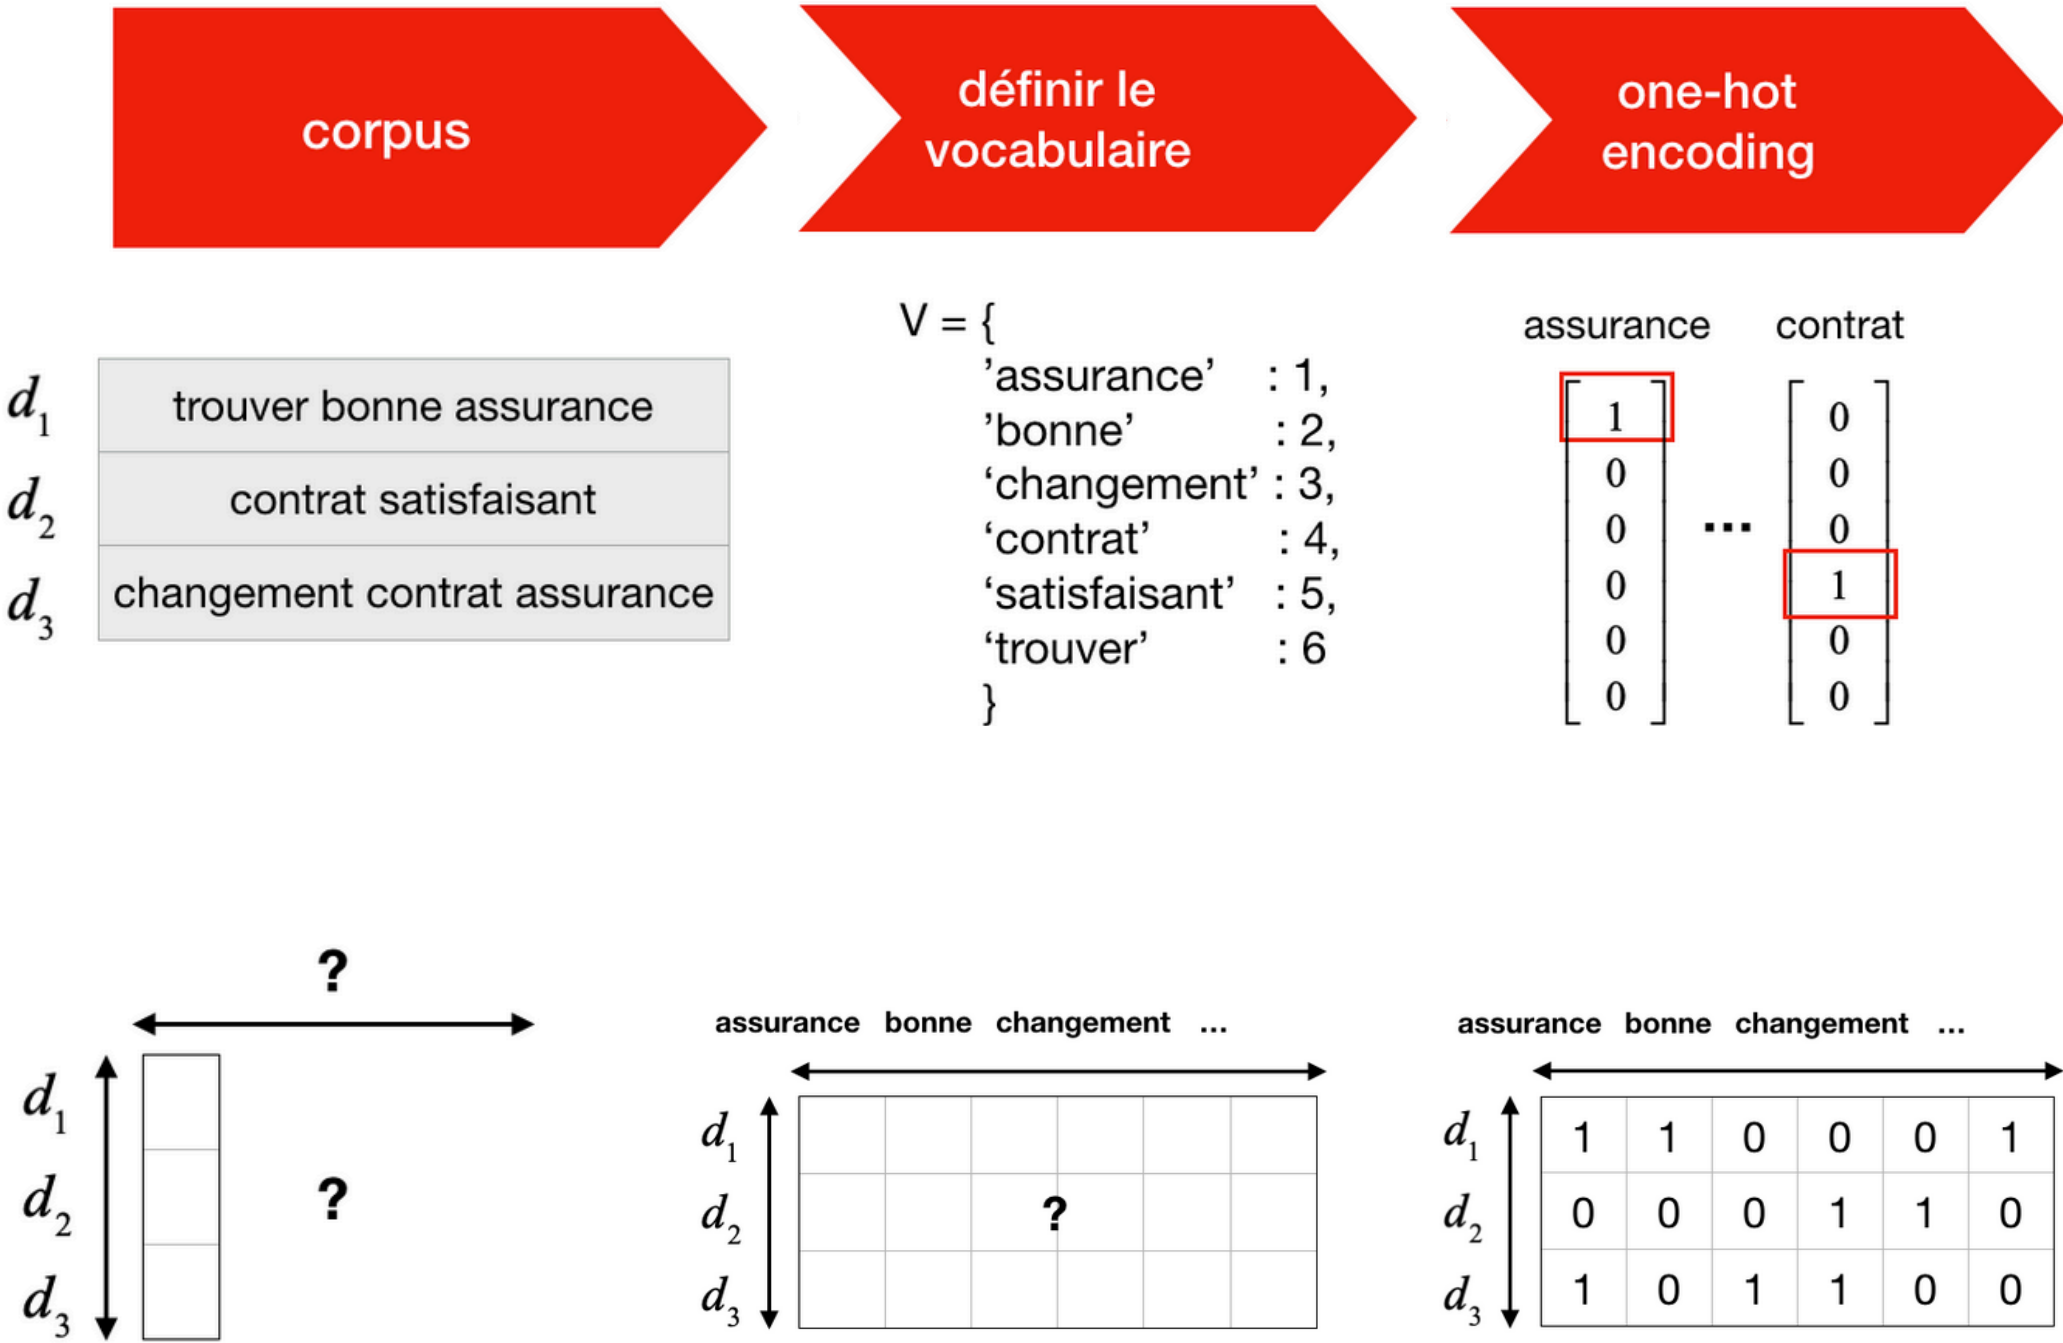 corpus
définir le
vocabulaire
one-hot
encoding
d1 trouver bonne assurance
d2 contrat satisfaisant
d3 changement contrat assurance
V = {
’assurance’ : 1,
’bonne’ : 2,
‘changement’ : 3,
‘contrat’ : 4,
‘satisfaisant’ : 5,
‘trouver’ : 6
}
assurance contrat
1 0
0 0
0 ... 0
0 1
0 0
0 0
?
d1
d2 ?
d3
assurance bonne changement ...
d1
d2 ?
d3
assurance bonne changement ...
d1 1 1 0 0 0 1
d2 0 0 0 1 1 0
d3 1 0 1 1 0 0